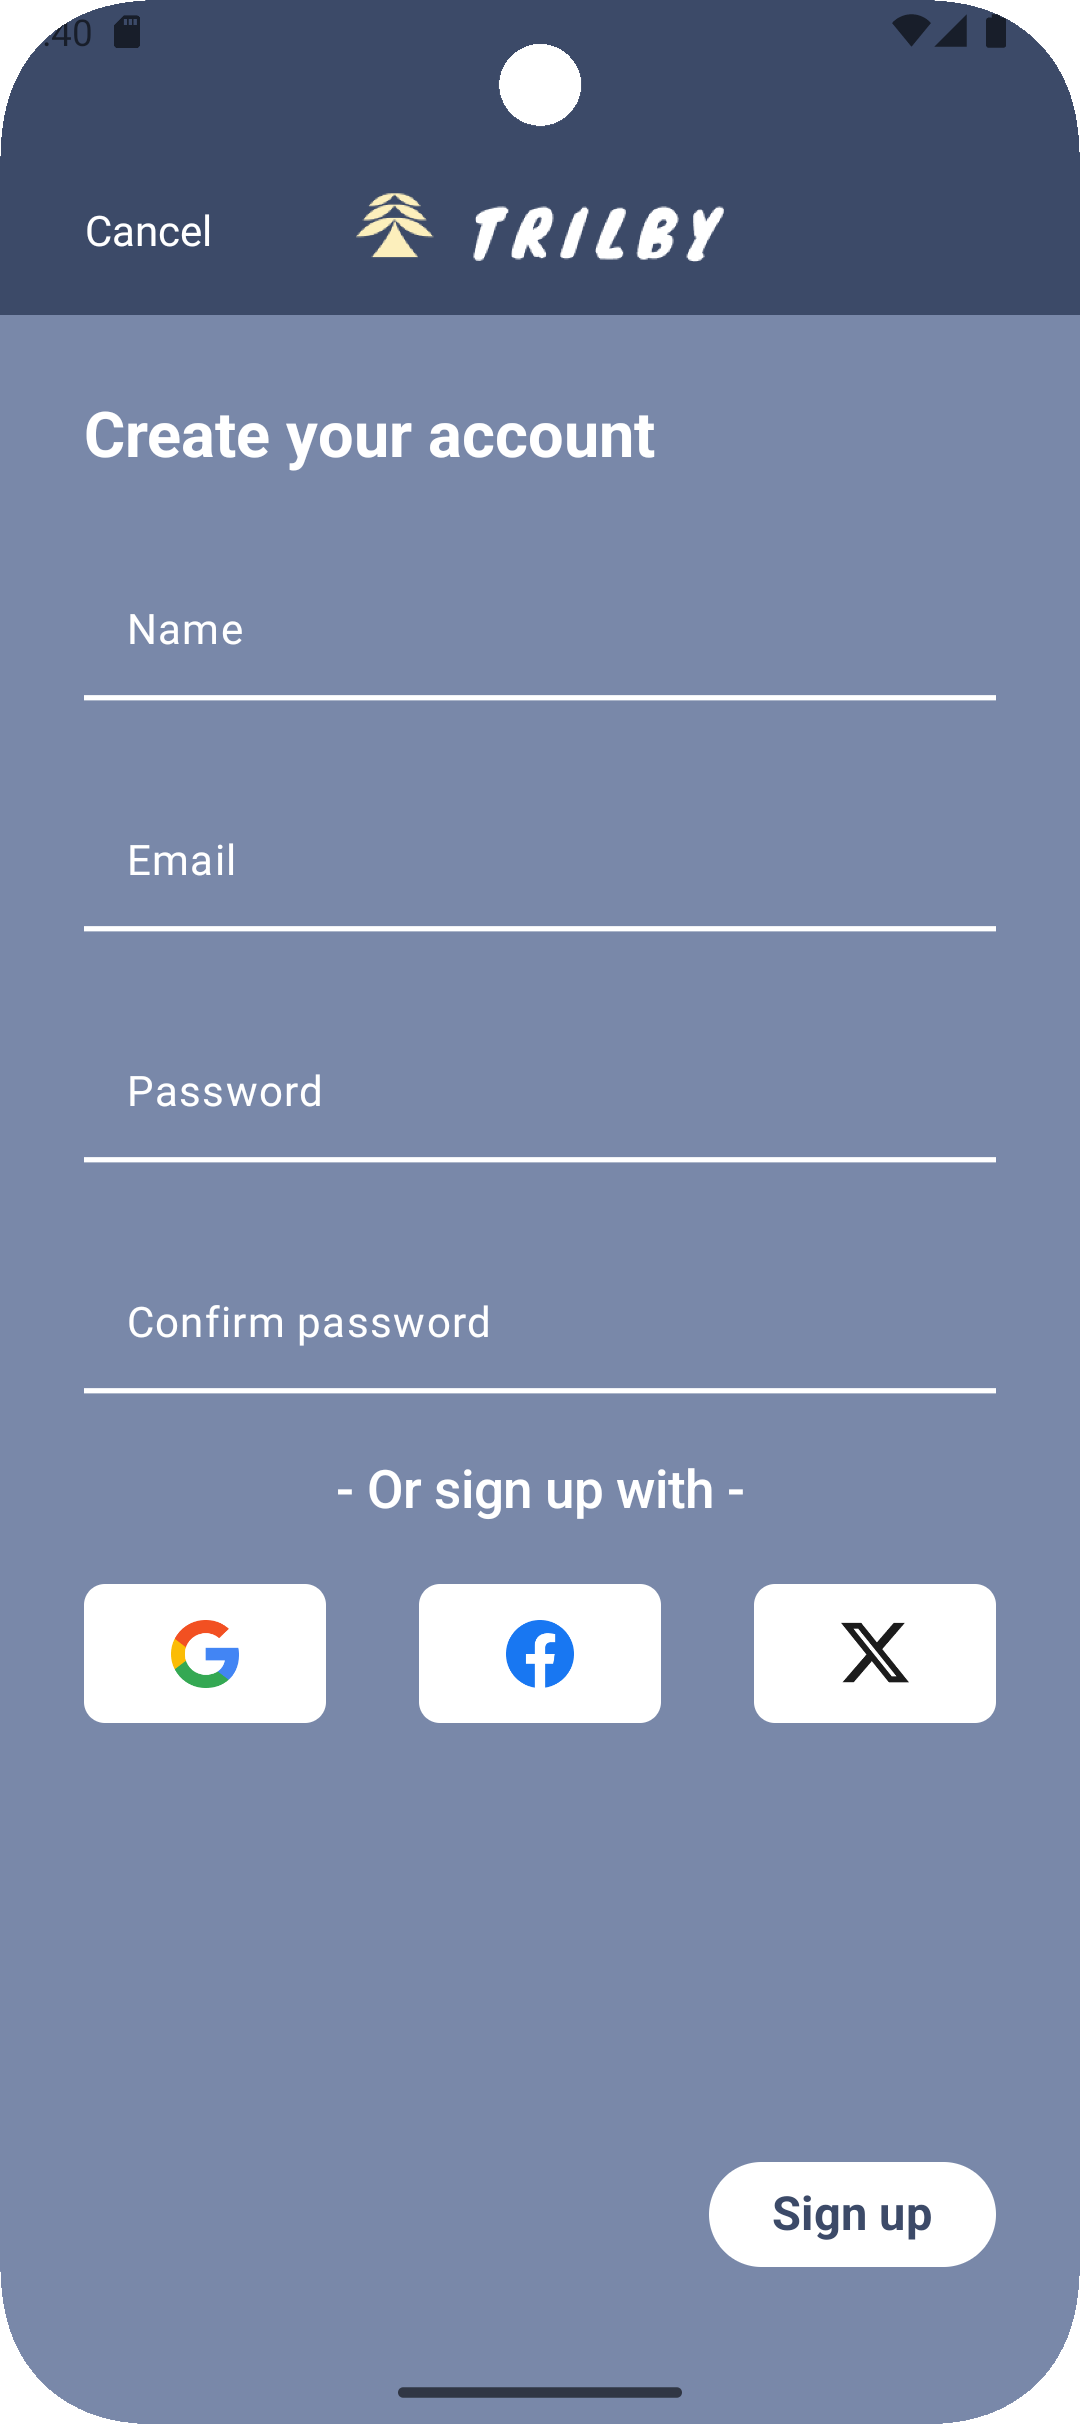 :40
Cancel
TRILBY
Create your account
Name
Email
Password
Confirm password
- Or sign up with -
Sign up